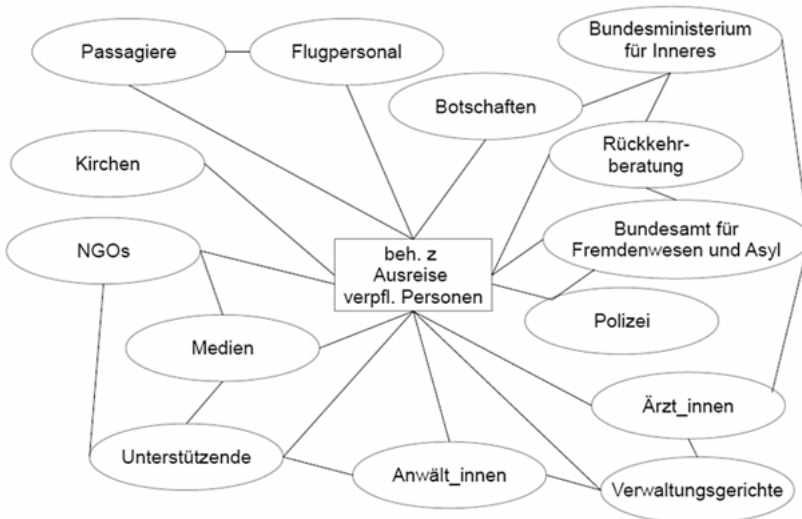 Passagiere
Flugpersonal
Bundesministerium
für Inneres
Botschaften
Kirchen
Rückkehr-
beratung
NGOs
beh. z
Ausreise
verpfl. Personen
Bundesamt für
Fremdenwesen und Asyl
Polizei
Medien
Ärzt_innen
Unterstützende
Anwält_innen
Verwaltungsgerichte